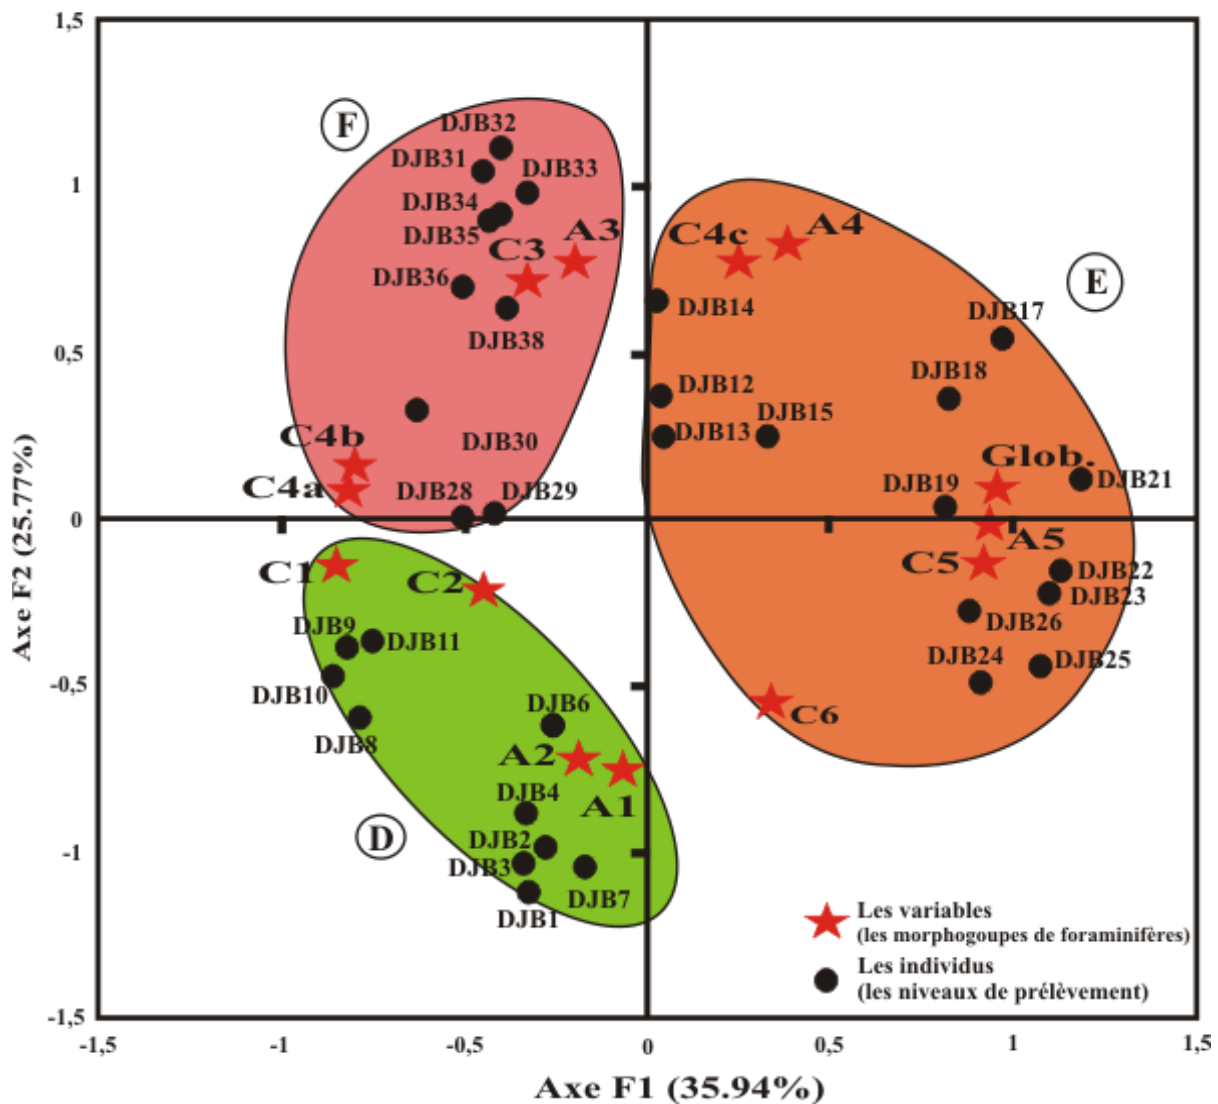 1,5
F
DJB32
DJB31
DJB33
DJB34
DJB35
C3
A3
DJB36
DJB38
C4b
C4a
DJB30
DJB28
DJB29
1
C4c
A4
E
DJB14
DJB17
0,5
DJB12
DJB18
DJB13
DJB15
Glob.
DJB19
DJB21
0
A5
C5
DJB22
DJB23
DJB26
DJB24
DJB25
C6
C1
C2
DJB9
DJB11
-0,5
DJB10
DJB8
DJB6
A2
A1
DJB4
D
DJB2
-1
DJB3
DJB7
DJB1
Les variables
(les morphogoupes de foraminifères)
Les individus
(les niveaux de prélèvement)
-1,5
-1,5
-1
-0,5
0
0,5
1
1,5
Axe F1 (35.94%)
Axe F2 (25.77%)